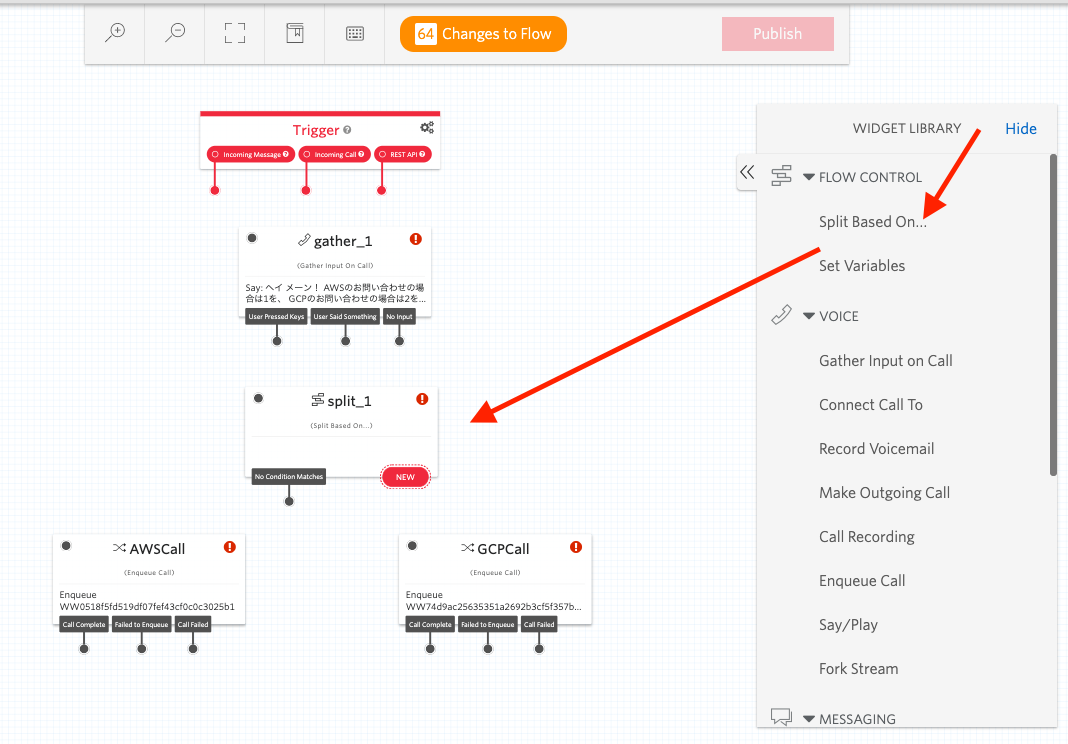 64 Changes to Flow
Publish
Trigger
Incoming Message
Incoming Call
REST API
gather_1
(Gather Input On Call)
Say: ヘイ メーン！ AWSのお問い合わせの場
合は1を、 GCPのお問い合わせの場合は2を...
User Pressed Keys
User Said Something
No Input
split_1
(Split Based On...)
No Condition Matches
NEW
AWSCall
(Enqueue Call)
Enqueue
WW0518f5fd519df07fef43cf0c0c3025b1
Call Complete
Failed to Enqueue
Call Failed
GCPCall
(Enqueue Call)
Enqueue
WW74d9ac25635351a2692b3cf5f357b...
Call Complete
Failed to Enqueue
Call Failed
WIDGET LIBRARY
Hide
FLOW CONTROL
Split Based On...
Set Variables
VOICE
Gather Input on Call
Connect Call To
Record Voicemail
Make Outgoing Call
Call Recording
Enqueue Call
Say/Play
Fork Stream
MESSAGING